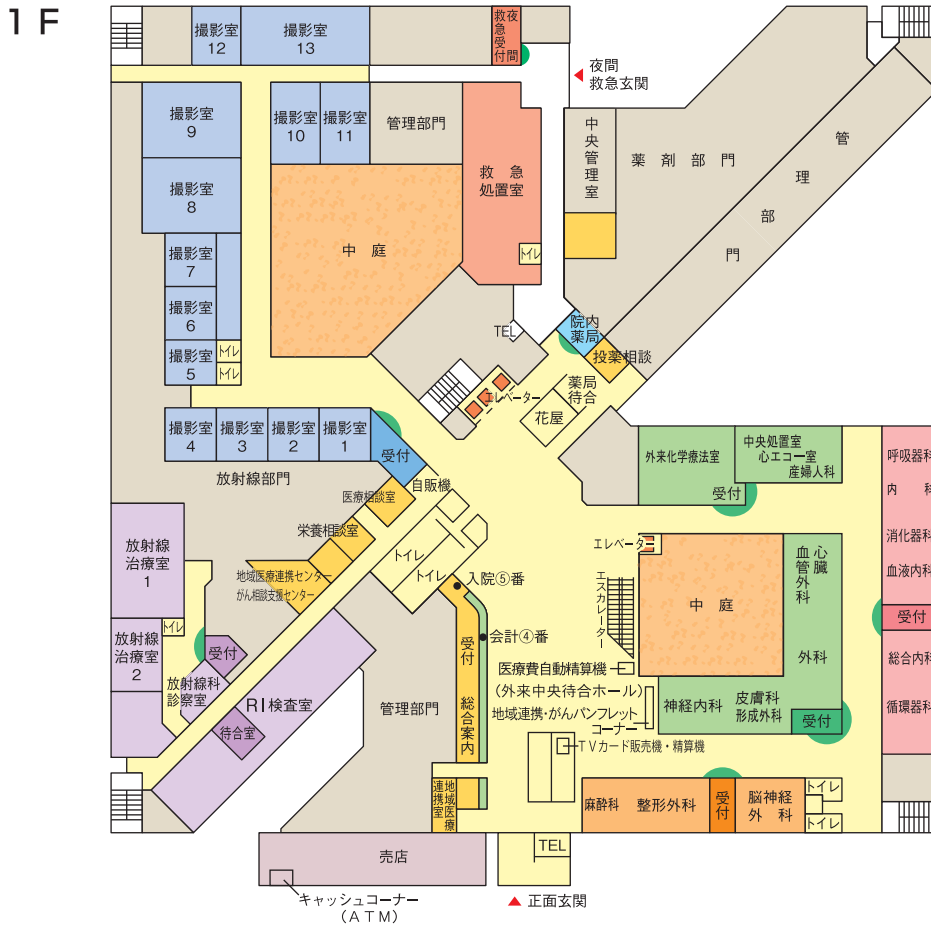 1F
撮影室
12
撮影室
13
夜間
救急
受付
夜間
救急玄関
撮影室
9
撮影室
10
撮影室
11
管理部門
救急
処置室
中央管理室
薬剤部門
管理部門
撮影室
8
中庭
トイレ
撮影室
7
撮影室
6
撮影室
5
トイレ
トイレ
TEL
院内
薬局
投薬相談
エレベーター
薬局
待合
花屋
撮影室
4
撮影室
3
撮影室
2
撮影室
1
受付
放射線部門
自販機
医療相談室
栄養相談室
地域医療連携センター
がん相談支援センター
トイレ
トイレ
外来化学療法室
中央処置室
心エコー室
産婦人科
受付
呼吸器科
内科
消化器科
血液内科
受付
総合内科
循環器科
放射線
治療室
1
トイレ
放射線
治療室
2
受付
放射線科
診察室
RI検査室
待合室
管理部門
入院⑤番
受付
会計④番
総合案内
エレベーター
エスカレーター
中庭
心臓
血管外科
外科
医療費自動精算機
(外来中央待合ホール)
地域連携・がんパンフレット
コーナー
神経内科
皮膚科
形成外科
受付
TVカード販売機・精算機
地域医療
連携室
麻酔科
整形外科
受付
脳神経
外科
トイレ
トイレ
売店
TEL
キャッシュコーナー
(ATM)
正面玄関